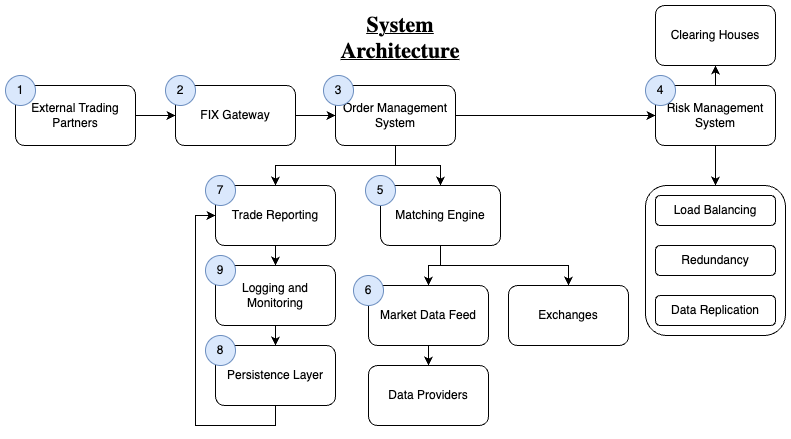 System
Architecture
Clearing Houses
1
External Trading
Partners
2
FIX Gateway
3
Order Management
System
4
Risk Management
System
7
Trade Reporting
5
Matching Engine
Load Balancing
Redundancy
Data Replication
9
Logging and
Monitoring
6
Market Data Feed
Exchanges
8
Persistence Layer
Data Providers